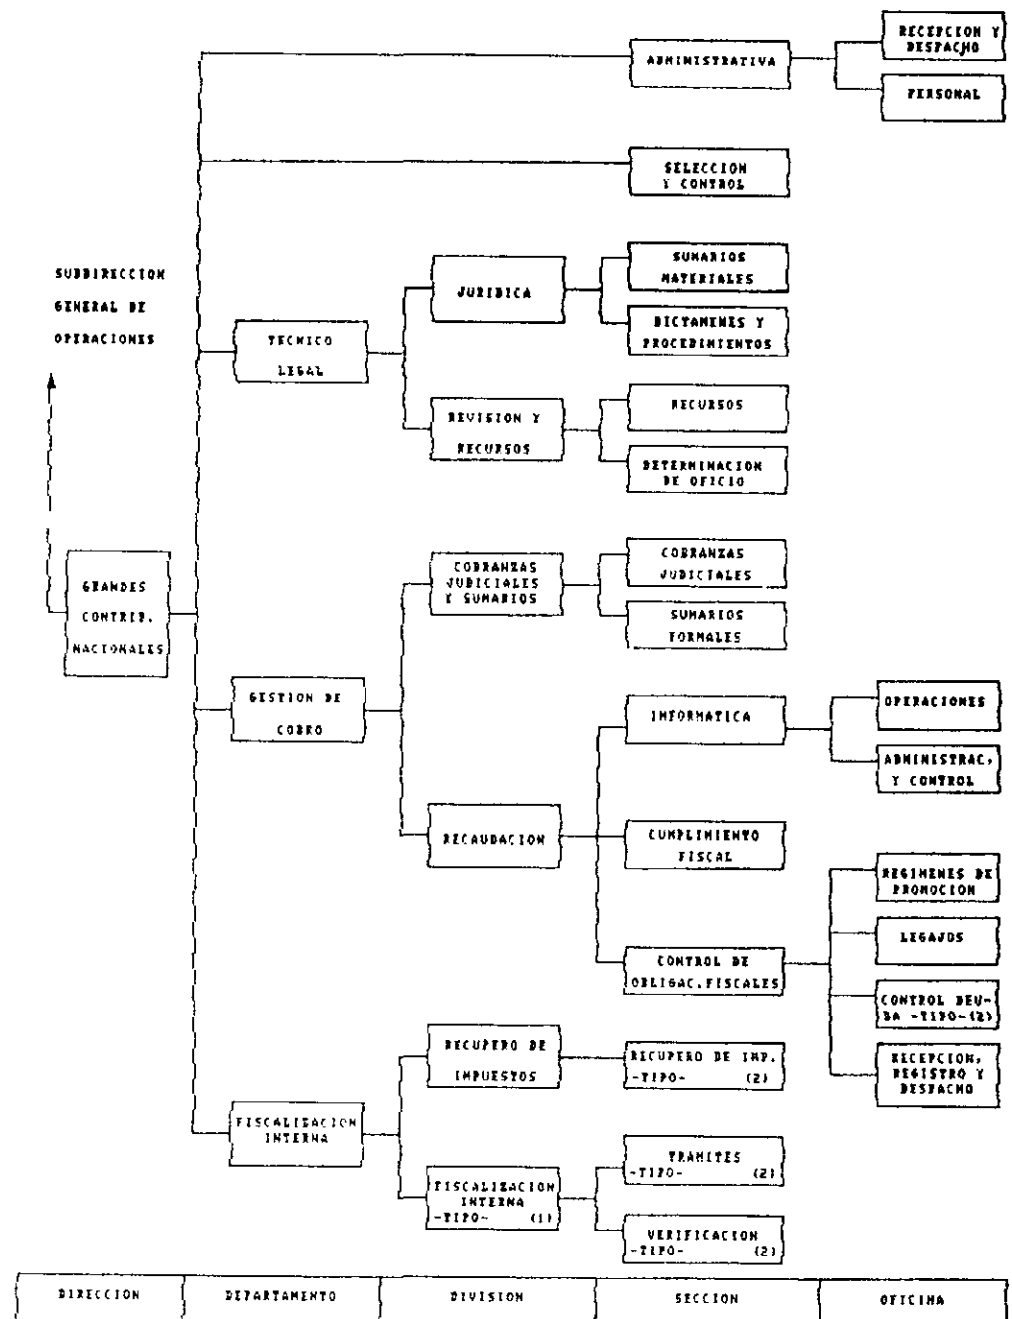 RECEPCION Y
DESPACHO
ADMINISTRATIVA
PERSONAL
SELECCION
Y CONTROL
SUBDIRECCION
GENERAL DE
OPERACIONES
SUMARIOS
MATERIALES
JURIDICA
DICTAMENES Y
PROCEDIMIENTOS
TECNICO
LEGAL
RECURSOS
REVISION Y
RECURSOS
DETERMINACION
DE OFICIO
COBRANZAS
JUDICIALES
Y SUMARIOS
COBRANZAS
JUDICIALES
GRANDES
CONTRIB.
NACIONALES
SUMARIOS
FORMALES
GESTION DE
COBRO
INFORMATICA
OPERACIONES
ADMINISTRAC.
Y CONTROL
RECAUDACION
CUMPLIMIENTO
FISCAL
REGIMENES DE
PROMOCION
LEGAJOS
CONTROL DE
OBLIGAC.FISCALES
CONTROL DEU-
DA -TIPO-(2)
RECUPERO DE
IMPUESTOS
RECUPERO DE IMP.
-TIPO- (2)
RECEPCION,
REGISTRO Y
DESPACHO
FISCALIZACION
INTERNA
TRAMITES
-TIPO- (2)
FISCALIZACION
INTERNA
-TIPO- (1)
VERIFICACION
-TIPO- (2)
DIRECCION DEPARTAMENTO DIVISION SECCION OFICINA